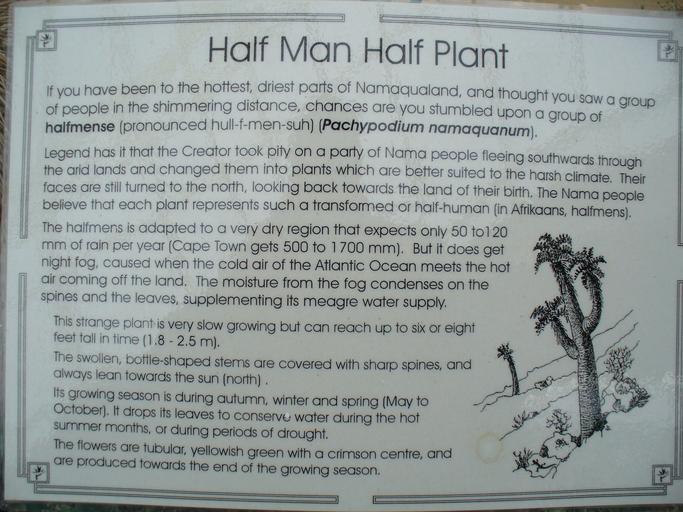 Half Man Half Plant
If you have been to the hottest, driest parts of Namaqualand, and thought you saw a group
of people in the shimmering distance, chances are you stumbled upon a group of
halfmense (pronounced hull-f-men-suh) (Pachypodium namaquanum).
Legend has it that the Creator took pity on a party of Nama people fleeing southwards through
the arid lands and changed them into plants which are better suited to the harsh climate. Their
faces are still turned to the north, looking back towards the land of their birth. The Nama people
believe that each plant represents such a transformed or half-human (in Afrikaans, halfmens).
The halfmens is adapted to a very dry region that expects only 50 to120
mm of rain per year (Cape Town gets 500 to 1700 mm). But it does get
night fog, caused when the cold air of the Atlantic Ocean meets the hot
air coming off the land. The moisture from the fog condenses on the
spines and the leaves, supplementing its meagre water supply.
This strange plant is very slow growing but can reach up to six or eight
feet tall in time (1.8 - 2.5 m).
The swollen, bottle-shaped stems are covered with sharp spines, and
always lean towards the sun (north) .
Its growing season is during autumn, winter and spring (May to
October). It drops its leaves to conserve water during the hot
summer months, or during periods of drought.
The flowers are tubular, yellowish green with a crimson centre, and
are produced towards the end of the growing season.